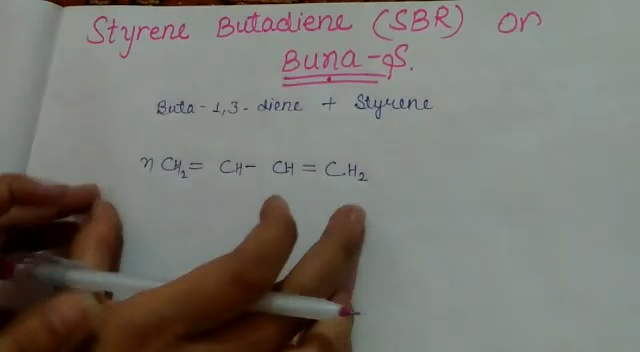 Styrene Butadiene (SBR) or
Buna-S.
Buta-1,3-diene + Styrene
n CH₂= CH- CH = CH₂